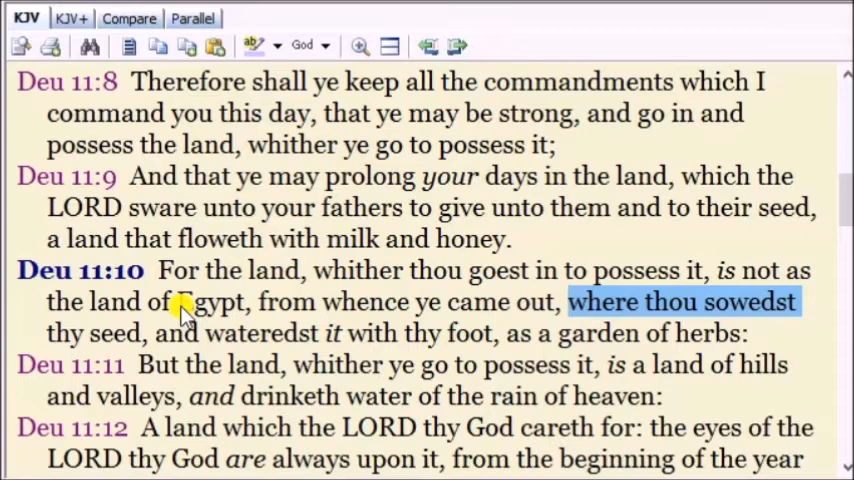 KJV KJV+ Compare Parallel
God
Deu 11:8 Therefore shall ye keep all the commandments which I
command you this day, that ye may be strong, and go in and
possess the land, whither ye go to possess it;
Deu 11:9 And that ye may prolong your days in the land, which the
LORD sware unto your fathers to give unto them and to their seed,
a land that floweth with milk and honey.
Deu 11:10 For the land, whither thou goest in to possess it, is not as
the land of Egypt, from whence ye came out, where thou sowedst
thy seed, and wateredst it with thy foot, as a garden of herbs:
Deu 11:11 But the land, whither ye go to possess it, is a land of hills
and valleys, and drinketh water of the rain of heaven:
Deu 11:12 A land which the LORD thy God careth for: the eyes of the
LORD thy God are always upon it, from the beginning of the year